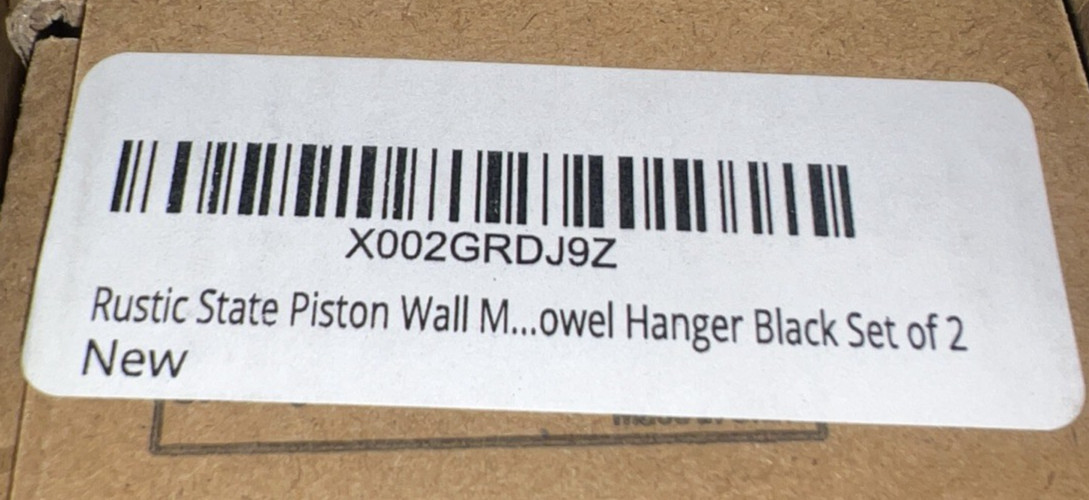 X002GRDJ9Z
Rustic State Piston Wall M...owel Hanger Black Set of 2
New